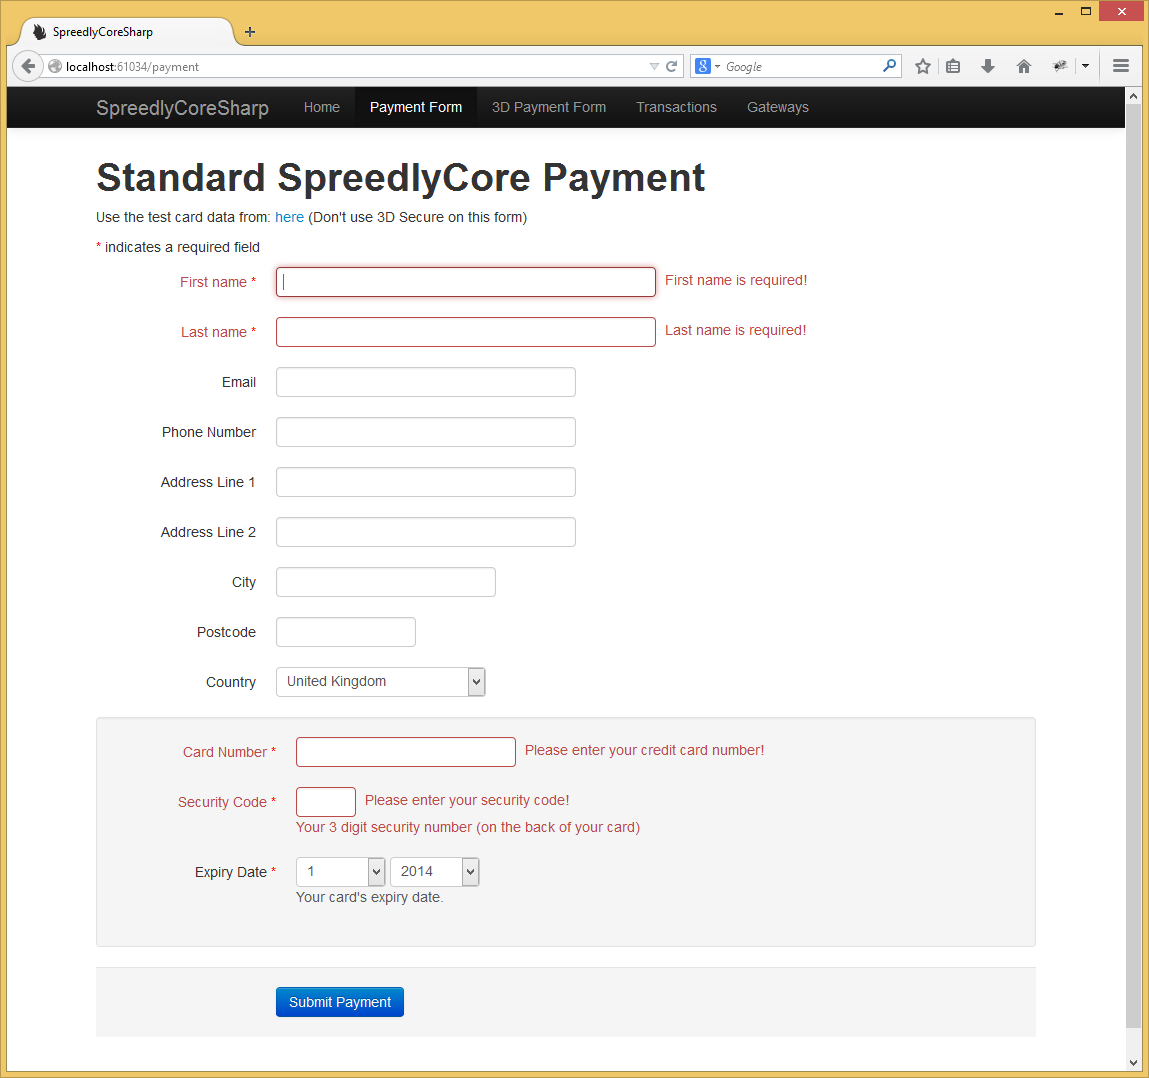 SpreedlyCoreSharp
localhost:61034/payment
Google
SpreedlyCoreSharp Home Payment Form 3D Payment Form Transactions Gateways
Standard SpreedlyCore Payment
Use the test card data from: here (Don't use 3D Secure on this form)
* indicates a required field
First name * First name is required!
Last name * Last name is required!
Email
Phone Number
Address Line 1
Address Line 2
City
Postcode
Country United Kingdom
Card Number * Please enter your credit card number!
Security Code * Please enter your security code!
Your 3 digit security number (on the back of your card)
Expiry Date * 1 2014
Your card's expiry date.
Submit Payment